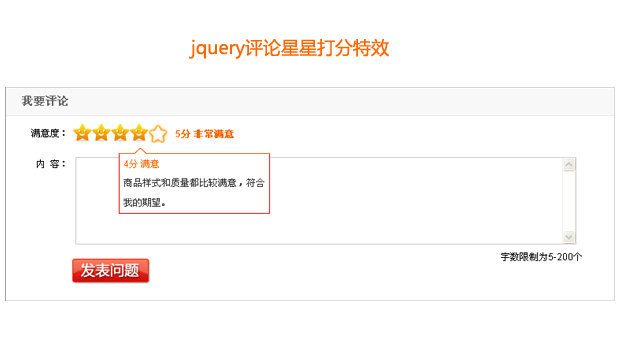 jquery评论星星打分特效
我要评论
满意度： 5分 非常满意
内 容：
4分 满意
商品样式和质量都比较满意，符合
我的期望。
字数限制为5-200个
发表问题